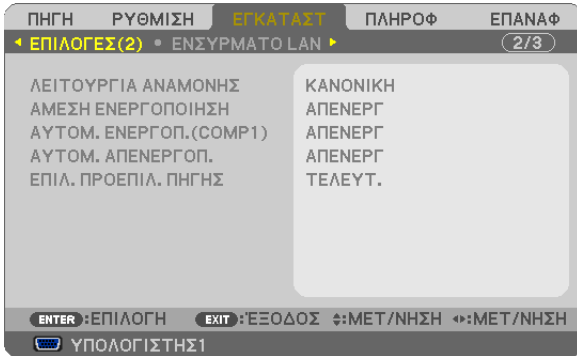 ΠΗΓΗ ΡΥΘΜΙΣΗ ΕΓΚΑΤΑΣΤ ΠΛΗΡΟΦ ΕΠΑΝΑΦ
ΕΠΙΛΟΓΕΣ(2) • ΕΝΣΥΡΜΑΤΟ LAN 2/3
ΛΕΙΤΟΥΡΓΙΑ ΑΝΑΜΟΝΗΣ ΚΑΝΟΝΙΚΗ
ΑΜΕΣΗ ΕΝΕΡΓΟΠΟΙΗΣΗ ΑΠΕΝΕΡΓ
ΑΥΤΟΜ. ΕΝΕΡΓΟΠ.(COMP1) ΑΠΕΝΕΡΓ
ΑΥΤΟΜ. ΑΠΕΝΕΡΓΟΠ. ΑΠΕΝΕΡΓ
ΕΠΙΛ. ΠΡΟΕΠΙΛ. ΠΗΓΗΣ ΤΕΛΕΥΤ.
ENTER :ΕΠΙΛΟΓΗ EXIT :ΈΞΟΔΟΣ :ΜΕΤ/ΝΗΣΗ :ΜΕΤ/ΝΗΣΗ
ΥΠΟΛΟΓΙΣΤΗΣ1